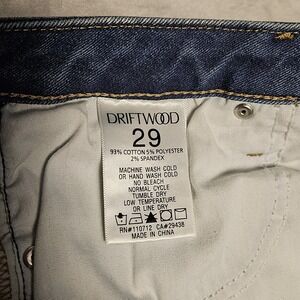 DRIFTWOOD
29
93% COTTON 5% POLYESTER
2% SPANDEX
MACHINE WASH COLD
OR HAND WASH COLD
NO BLEACH
NORMAL CYCLE
TUMBLE DRY
LOW TEMPERATURE
OR LINE DRY
RN#110712 CA#29438
MADE IN CHINA